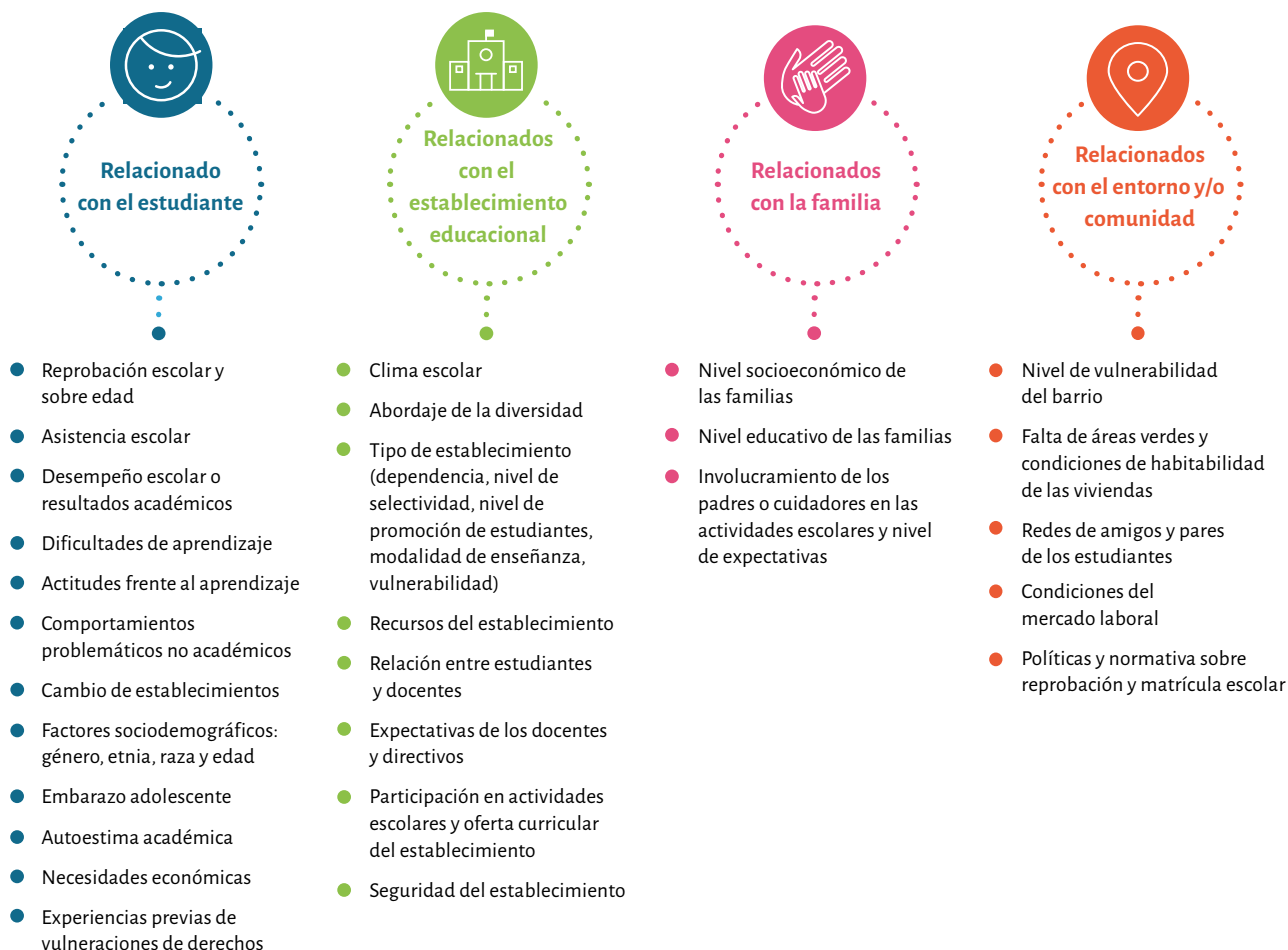 Relacionado
con el estudiante
Reprobación escolar y
sobre edad
Asistencia escolar
Desempeño escolar o
resultados académicos
Dificultades de aprendizaje
Actitudes frente al aprendizaje
Comportamientos
problemáticos no académicos
Cambio de establecimientos
Factores sociodemográficos:
género, etnia, raza y edad
Embarazo adolescente
Autoestima académica
Necesidades económicas
Experiencias previas de
vulneraciones de derechos
Relacionados
con el
establecimiento
educacional
Clima escolar
Abordaje de la diversidad
Tipo de establecimiento
(dependencia, nivel de
selectividad, nivel de
promoción de estudiantes,
modalidad de enseñanza,
vulnerabilidad)
Recursos del establecimiento
Relación entre estudiantes
y docentes
Expectativas de los docentes
y directivos
Participación en actividades
escolares y oferta curricular
del establecimiento
Seguridad del establecimiento
Relacionados
con la familia
Nivel socioeconómico de
las familias
Nivel educativo de las familias
Involucramiento de los
padres o cuidadores en las
actividades escolares y nivel
de expectativas
Relacionados
con el entorno y/o
comunidad
Nivel de vulnerabilidad
del barrio
Falta de áreas verdes y
condiciones de habitabilidad
de las viviendas
Redes de amigos y pares
de los estudiantes
Condiciones del
mercado laboral
Políticas y normativa sobre
reprobación y matrícula escolar